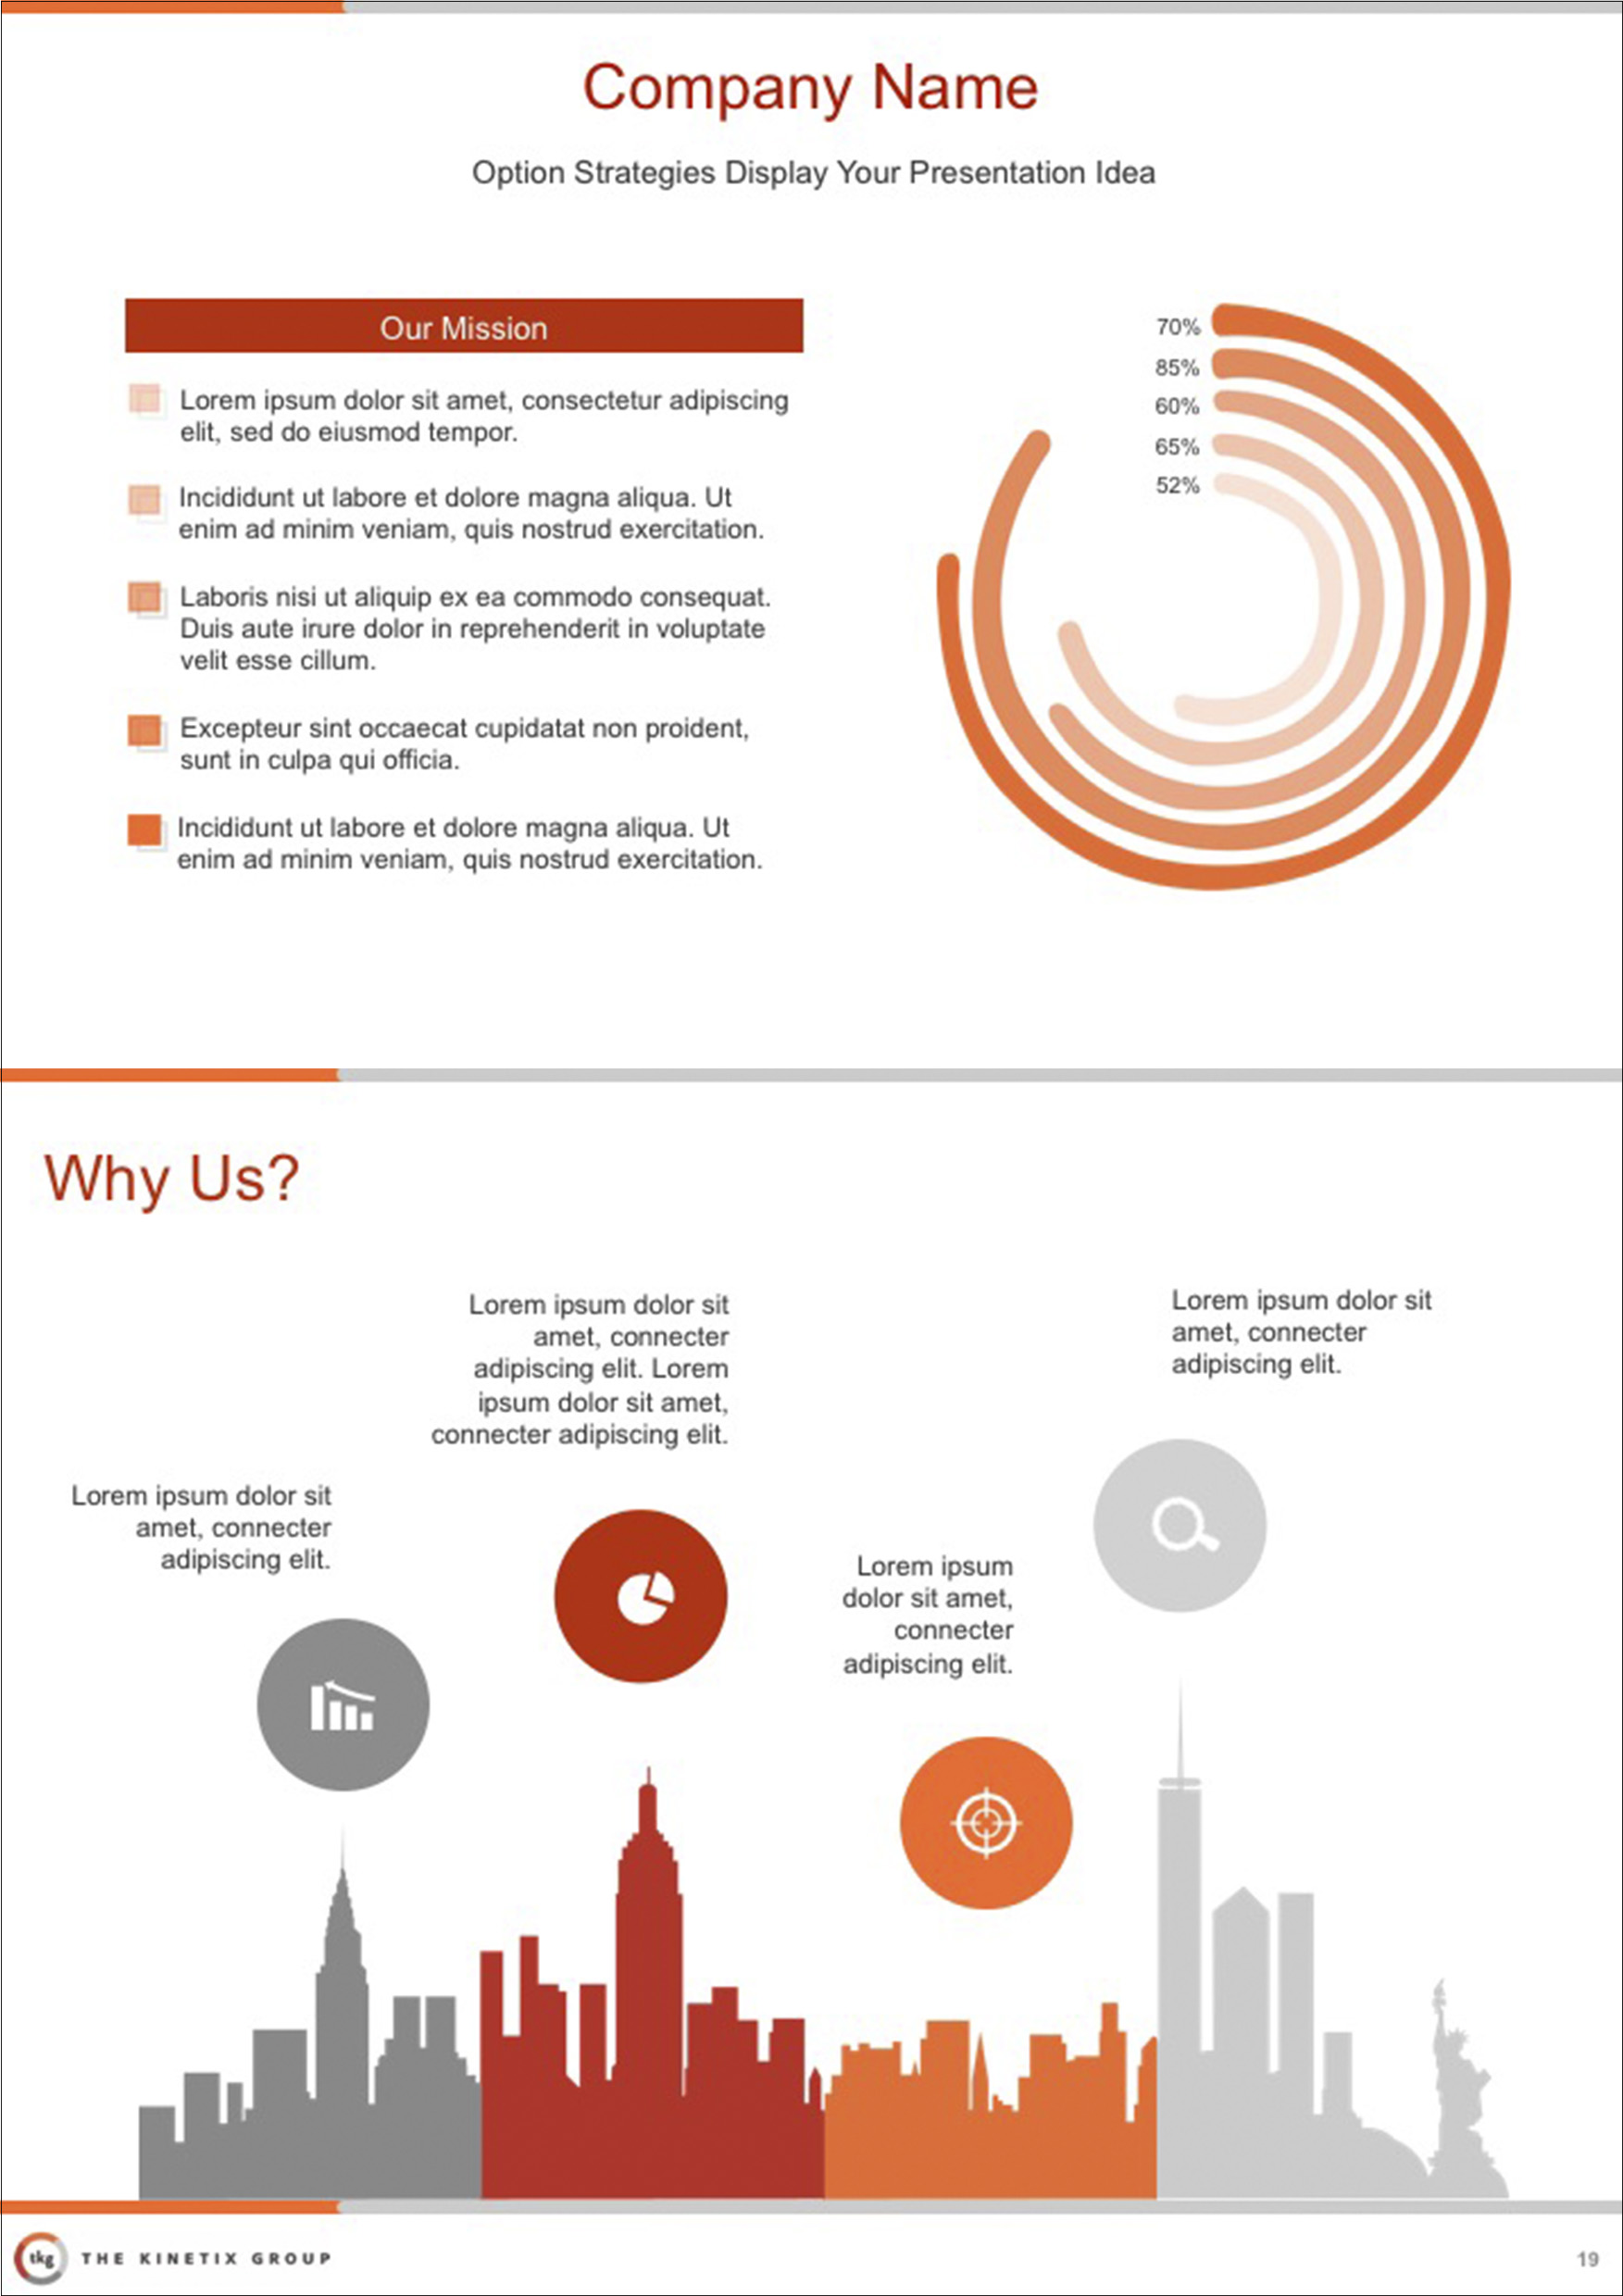 Company Name
Option Strategies Display Your Presentation Idea
Our Mission
Lorem ipsum dolor sit amet, consectetur adipiscing
elit, sed do eiusmod tempor.
Incididunt ut labore et dolore magna aliqua. Ut
enim ad minim veniam, quis nostrud exercitation.
Laboris nisi ut aliquip ex ea commodo consequat.
Duis aute irure dolor in reprehenderit in voluptate
velit esse cillum.
Excepteur sint occaecat cupidatat non proident,
sunt in culpa qui officia.
Incididunt ut labore et dolore magna aliqua. Ut
enim ad minim veniam, quis nostrud exercitation.
70%
85%
60%
65%
52%
Why Us?
Lorem ipsum dolor sit
amet, connecter
adipiscing elit.
Lorem ipsum dolor sit
amet, connecter
adipiscing elit. Lorem
ipsum dolor sit amet,
connecter adipiscing elit.
Lorem ipsum
dolor sit amet,
connecter
adipiscing elit.
Lorem ipsum dolor sit
amet, connecter
adipiscing elit.
tkg
THE KINETIX GROUP
19